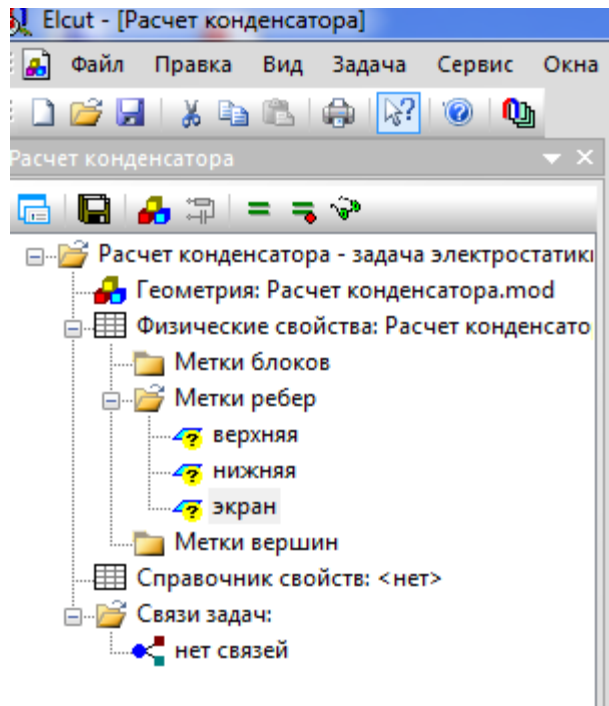 Elcut - [Расчет конденсатора]
Файл Правка Вид Задача Сервис Окна
Расчет конденсатора
Расчет конденсатора - задача электростатики
Геометрия: Расчет конденсатора.mod
Физические свойства: Расчет конденсато
Метки блоков
Метки ребер
верхняя
нижняя
экран
Метки вершин
Справочник свойств: <нет>
Связи задач:
нет связей